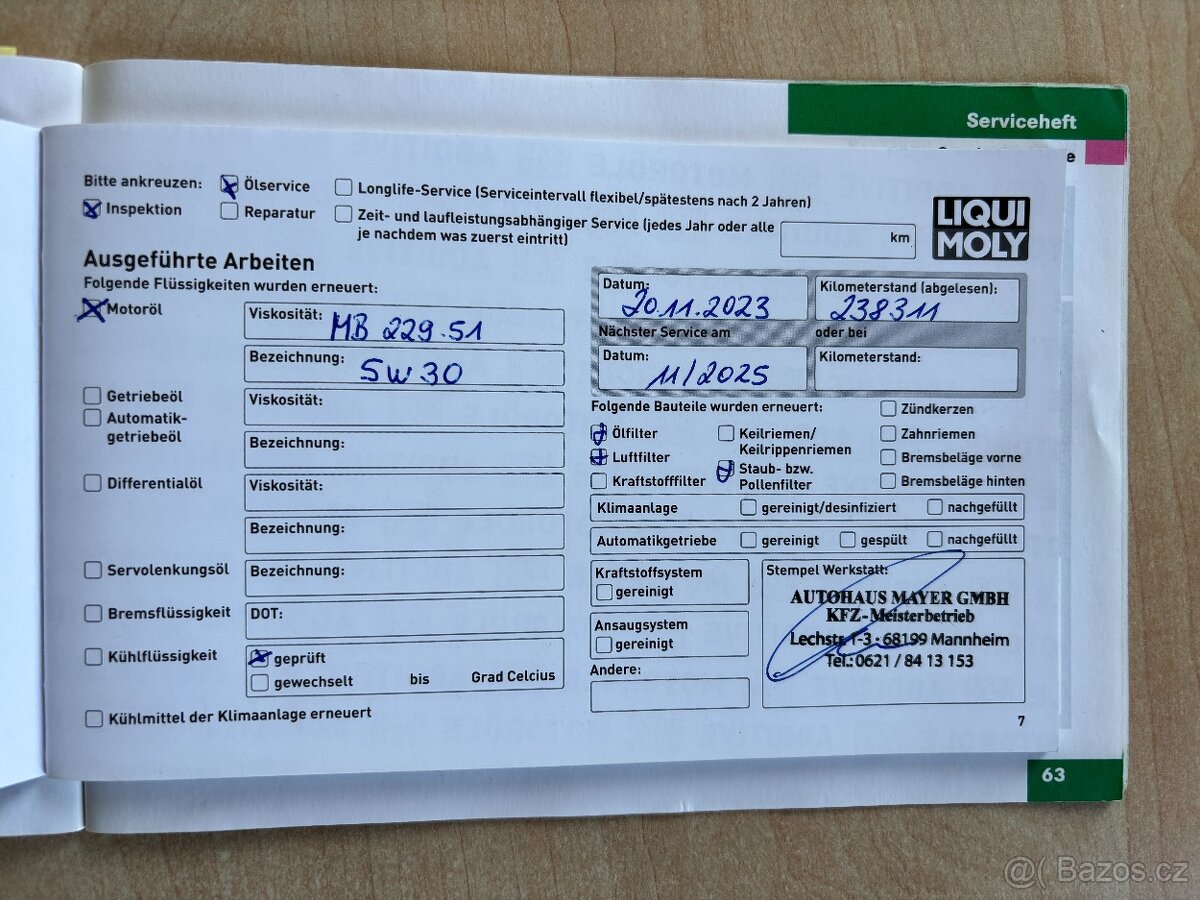 Serviceheft
e
Bitte ankreuzen: Ölservice Longlife-Service (Serviceintervall flexibel/spätestens nach 2 Jahren)
Inspektion Reparatur Zeit- und laufleistungsabhängiger Service (jedes Jahr oder alle
je nachdem was zuerst eintritt) km
LIQUI
MOLY
Ausgeführte Arbeiten
Folgende Flüssigkeiten wurden erneuert:
Motoröl
Viskosität: MB 229.51
Bezeichnung: 5W30
Getriebeöl
Automatik-
getriebeöl
Viskosität:
Bezeichnung:
Differentialöl
Viskosität:
Bezeichnung:
Servolenkungsöl
Bezeichnung:
Bremsflüssigkeit
DOT:
Kühlflüssigkeit
geprüft
gewechselt bis Grad Celcius
Kühlmittel der Klimaanlage erneuert
Datum: 20.11.2023
Kilometerstand (abgelesen): 238311
Nächster Service am oder bei
Datum: 11/2025
Kilometerstand:
Folgende Bauteile wurden erneuert:
Ölfilter
Luftfilter
Kraftstofffilter
Keilriemen/
Keilrippenriemen
Staub- bzw.
Pollenfilter
Zündkerzen
Zahnriemen
Bremsbeläge vorne
Bremsbeläge hinten
Klimaanlage gereinigt/desinfiziert nachgefüllt
Automatikgetriebe gereinigt gespült nachgefüllt
Kraftstoffsystem
gereinigt
Ansaugsystem
gereinigt
Andere:
Stempel Werkstatt:
AUTOHAUS MAYER GMBH
KFZ-Meisterbetrieb
Lechstr. 1-3 · 68199 Mannheim
Tel.: 0621 / 84 13 153
7
63
@( Bazos.cz